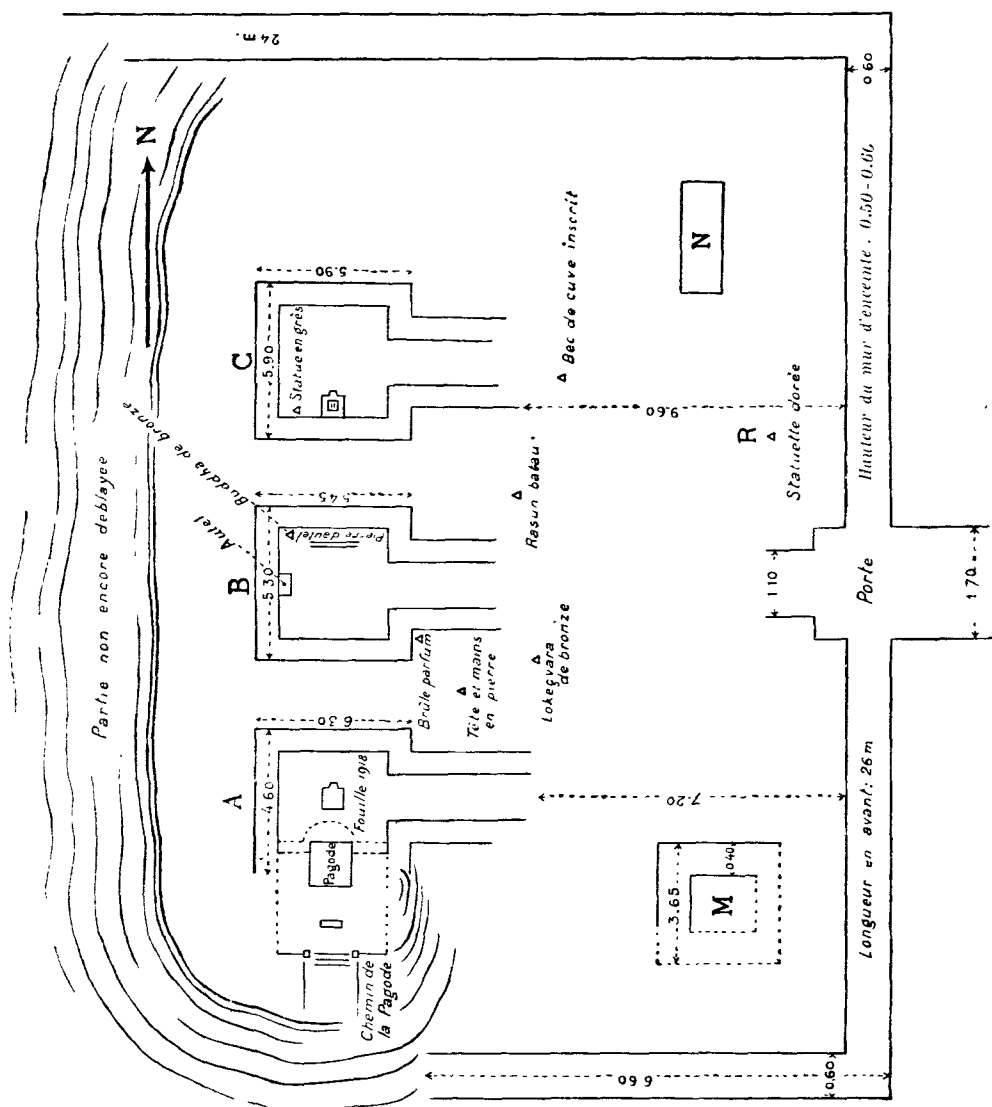 24 m.
0.60
N
Partie non encore deblayee
Buddha de bronze
Autel
C
5.90
5.90
Statue en grès
B
5.45
5.30
Pierre d'autel
A
6.30
4.60
Fouille 1918
Pagode
Chemin de
la Pagode
Brûle parfum
Tête et mains
en pierre
Lokeçvara
de bronze
Rasun batau
Bec de cuve inscrit
N
9.60
R
Statuette dorée
Hauteur du mur d'enceinte. 0.50-0.60
1.10
Porte
1.70
7.20
3.65
0.40
M
Longueur en avant: 26 m
6.60
0.60